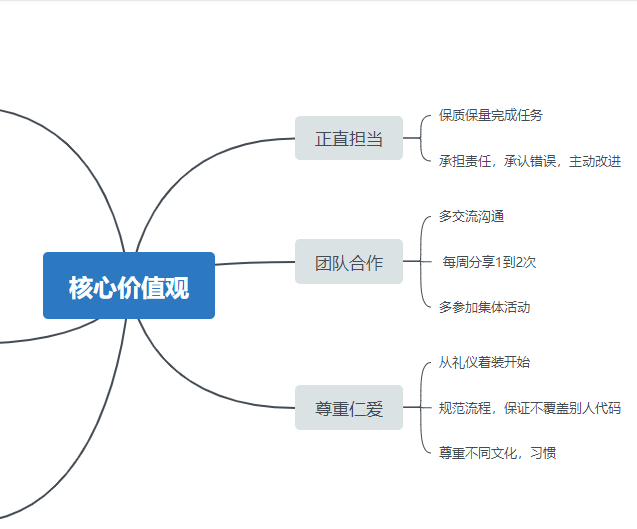 核心价值观
正直担当
保质保量完成任务
承担责任，承认错误，主动改进
团队合作
多交流沟通
每周分享1到2次
多参加集体活动
尊重仁爱
从礼仪着装开始
规范流程，保证不覆盖别人代码
尊重不同文化，习惯